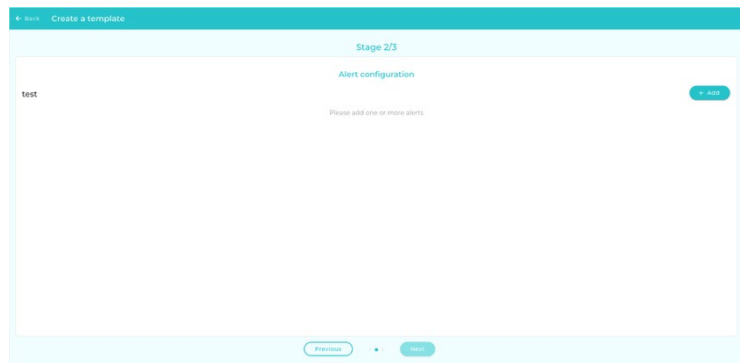 ← Back Create a template
Stage 2/3
Alert configuration
test
+ Add
Please add one or more alerts
Previous
Next